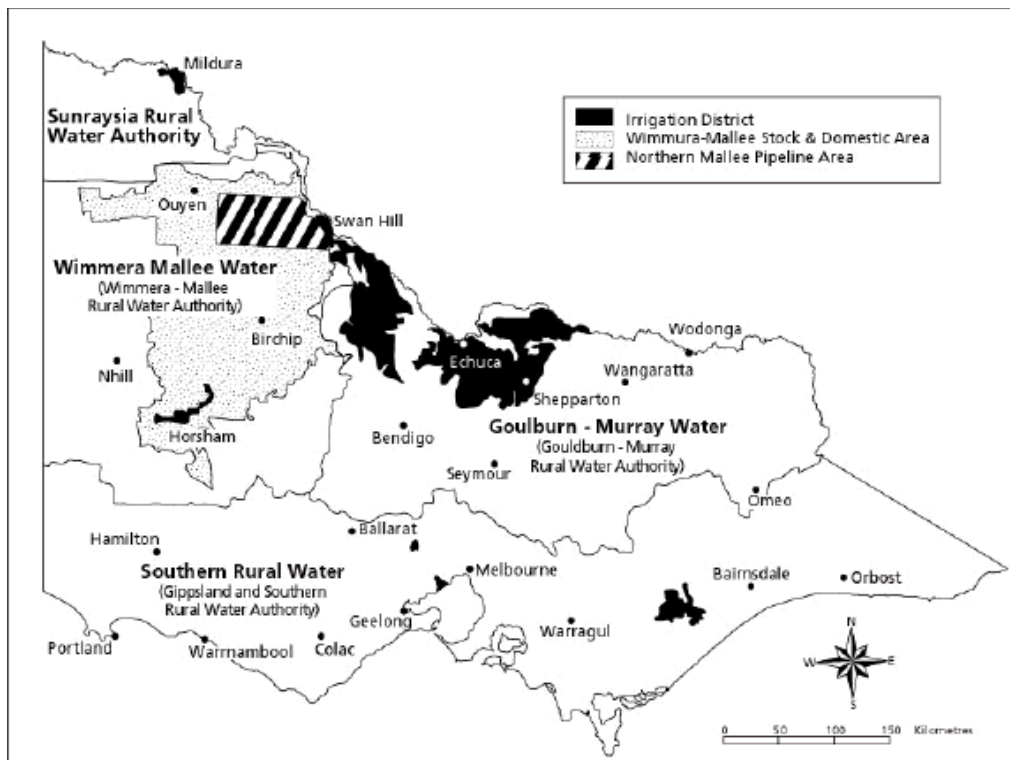 Mildura
Sunraysia Rural
Water Authority
Irrigation District
Wimmura-Mallee Stock & Domestic Area
Northern Mallee Pipeline Area
Ouyen
Swan Hill
Wimmera Mallee Water
(Wimmera - Mallee
Rural Water Authority)
Birchip
Nhill
Horsham
Echuca
Wodonga
Wangaratta
Shepparton
Goulburn - Murray Water
(Gouldburn - Murray
Rural Water Authority)
Bendigo
Seymour
Omeo
Ballarat
Hamilton
Southern Rural Water
(Gippsland and Southern
Rural Water Authority)
Melbourne
Geelong
Bairnsdale
Orbost
Warragul
Portland
Warrnambool
Colac
N
W
E
S
0 50 100 150 Kilometres